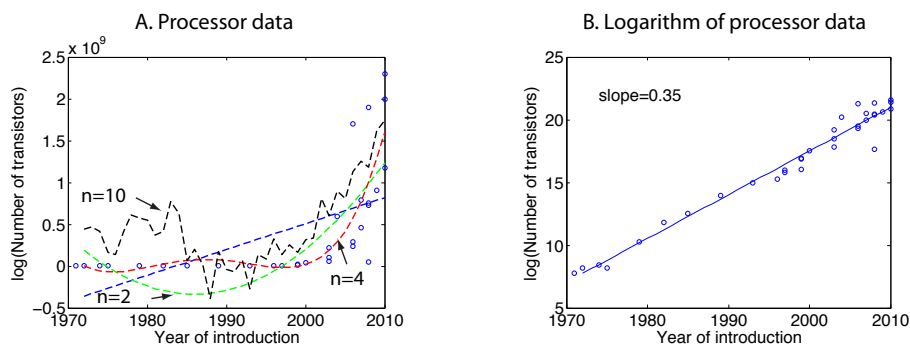 A. Processor data
x 10^9
2.5
2
1.5
1
0.5
0
−0.5
1970 1980 1990 2000 2010
log(Number of transistors)
Year of introduction
n=10
n=2
n=4
B. Logarithm of processor data
25
20
15
10
5
1970 1980 1990 2000 2010
log(Number of transistors)
Year of introduction
slope=0.35